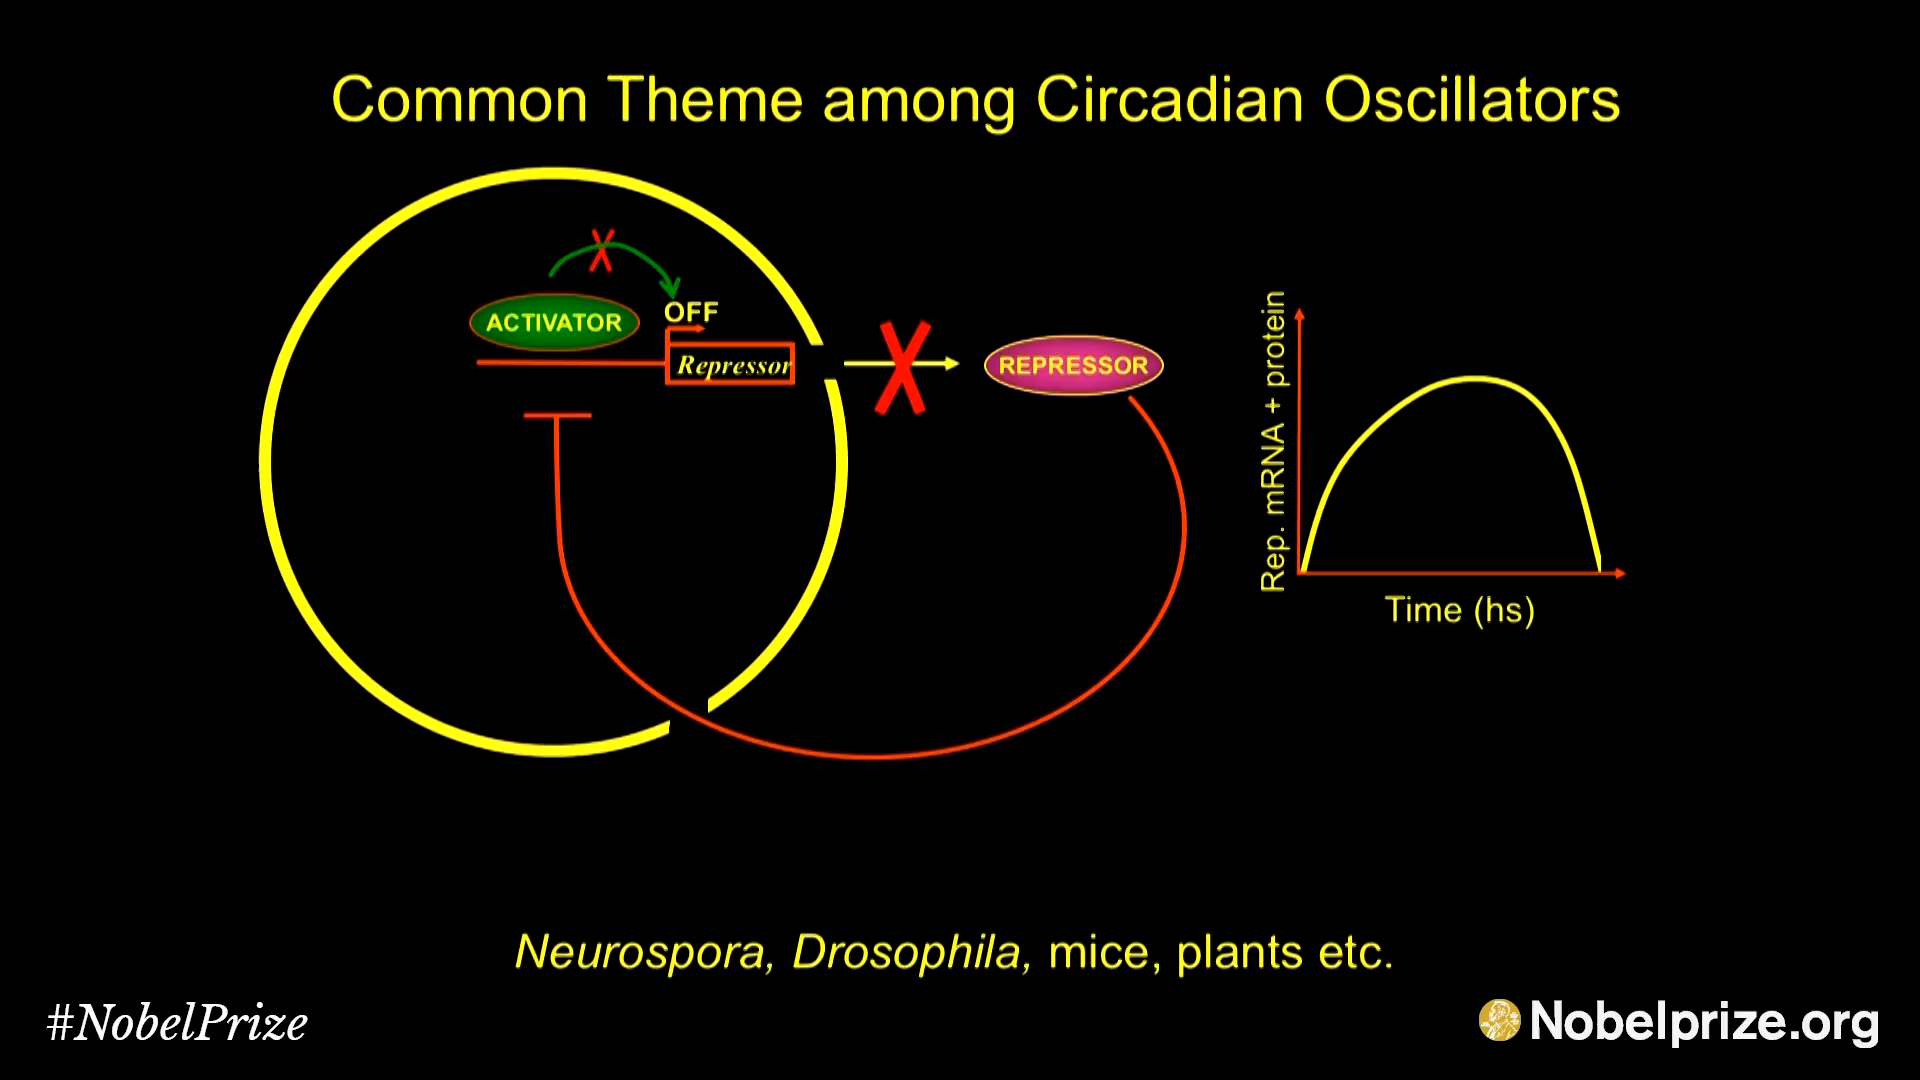 Common Theme among Circadian Oscillators
OFF
ACTIVATOR
Repressor
REPRESSOR
Rep. mRNA + protein
Time (hs)
Neurospora, Drosophila, mice, plants etc.
#NobelPrize
Nobelprize.org